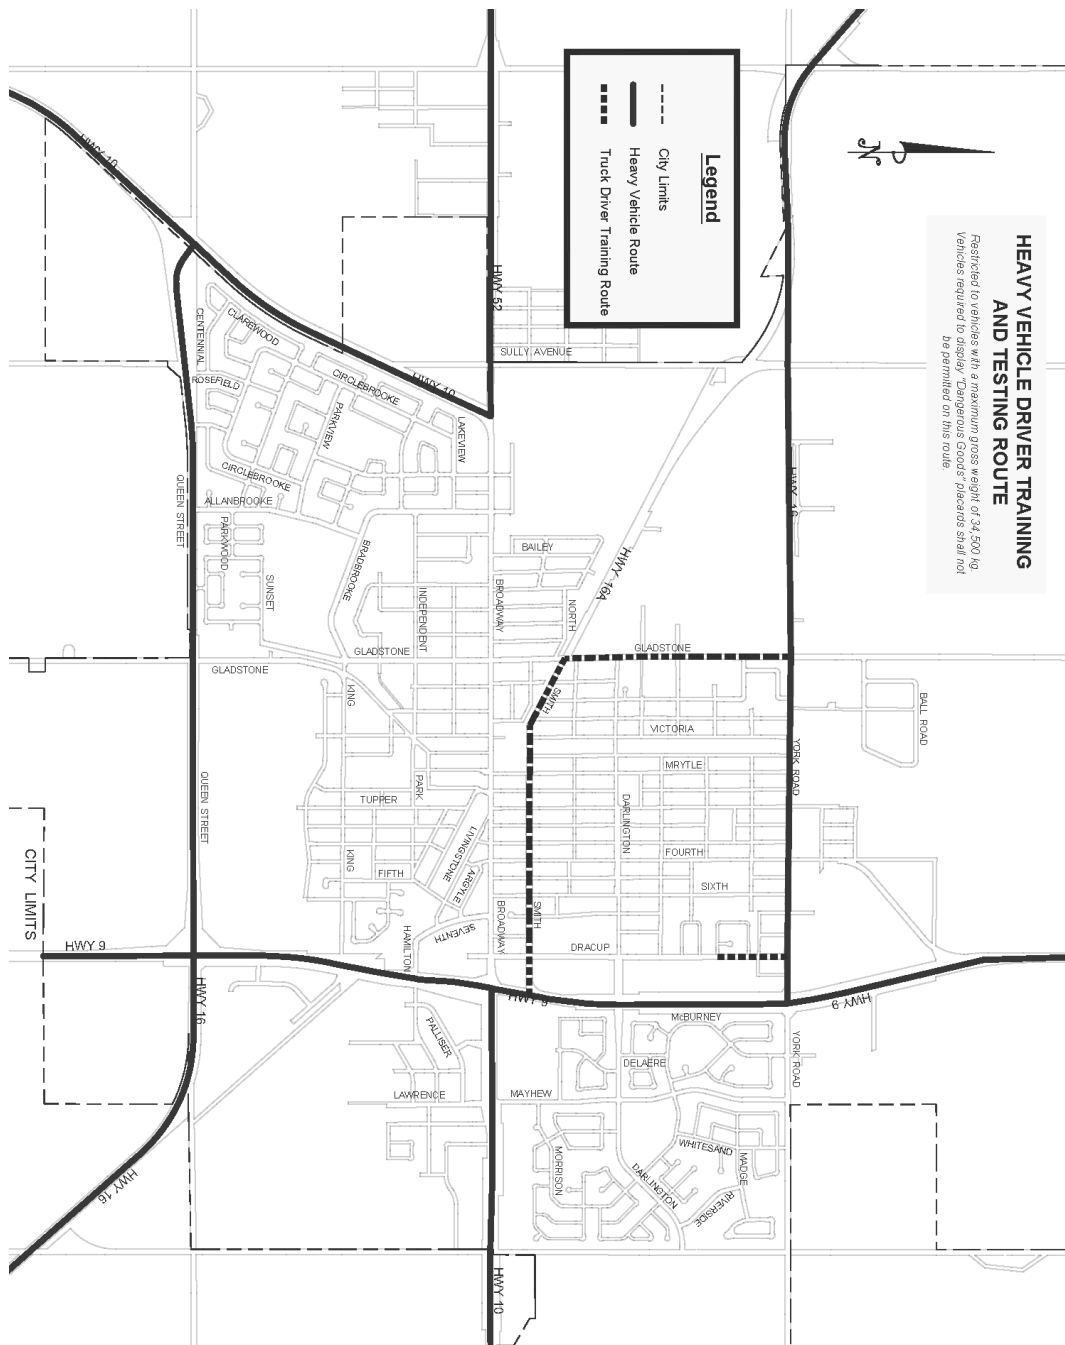 HEAVY VEHICLE DRIVER TRAINING
AND TESTING ROUTE
Restricted to vehicles with a maximum gross weight of 34,500 kg.
Vehicles required to display "Dangerous Goods" placards shall not
be permitted on this route.
N
Legend
City Limits
Heavy Vehicle Route
Truck Driver Training Route
HWY 10
HWY 52
SULLY AVENUE
CENTENNIAL
CLAREWOOD
ROSEFIELD
CIRCLEBROOKE
HWY 10
PARKVIEW
LAKEVIEW
CIRCLEBROOKE
ALLANBROOKE
QUEEN STREET
PARKWOOD
SUNSET
BRADBROOKE
INDEPENDENT
BROADWAY
BAILEY
NORTH
HWY 16A
HWY 16
GLADSTONE
GLADSTONE
GLADSTONE
SMITH
KING
VICTORIA
BALL ROAD
YORK ROAD
MRYTLE
QUEEN STREET
TUPPER
PARK
DARLINGTON
LIVINGSTONE
ARGYLE
KING
FIFTH
FOURTH
SIXTH
CITY LIMITS
HWY 9
HAMILTON
SEVENTH
BROADWAY
SMITH
DRACUP
HWY 16
HWY 9
HWY 9
McBURNEY
YORK ROAD
PALLISER
DELAERE
LAWRENCE
MAYHEW
WHITESAND
MADGE
MORRISON
DARLINGTON
RIVERSIDE
HWY 16
HWY 10